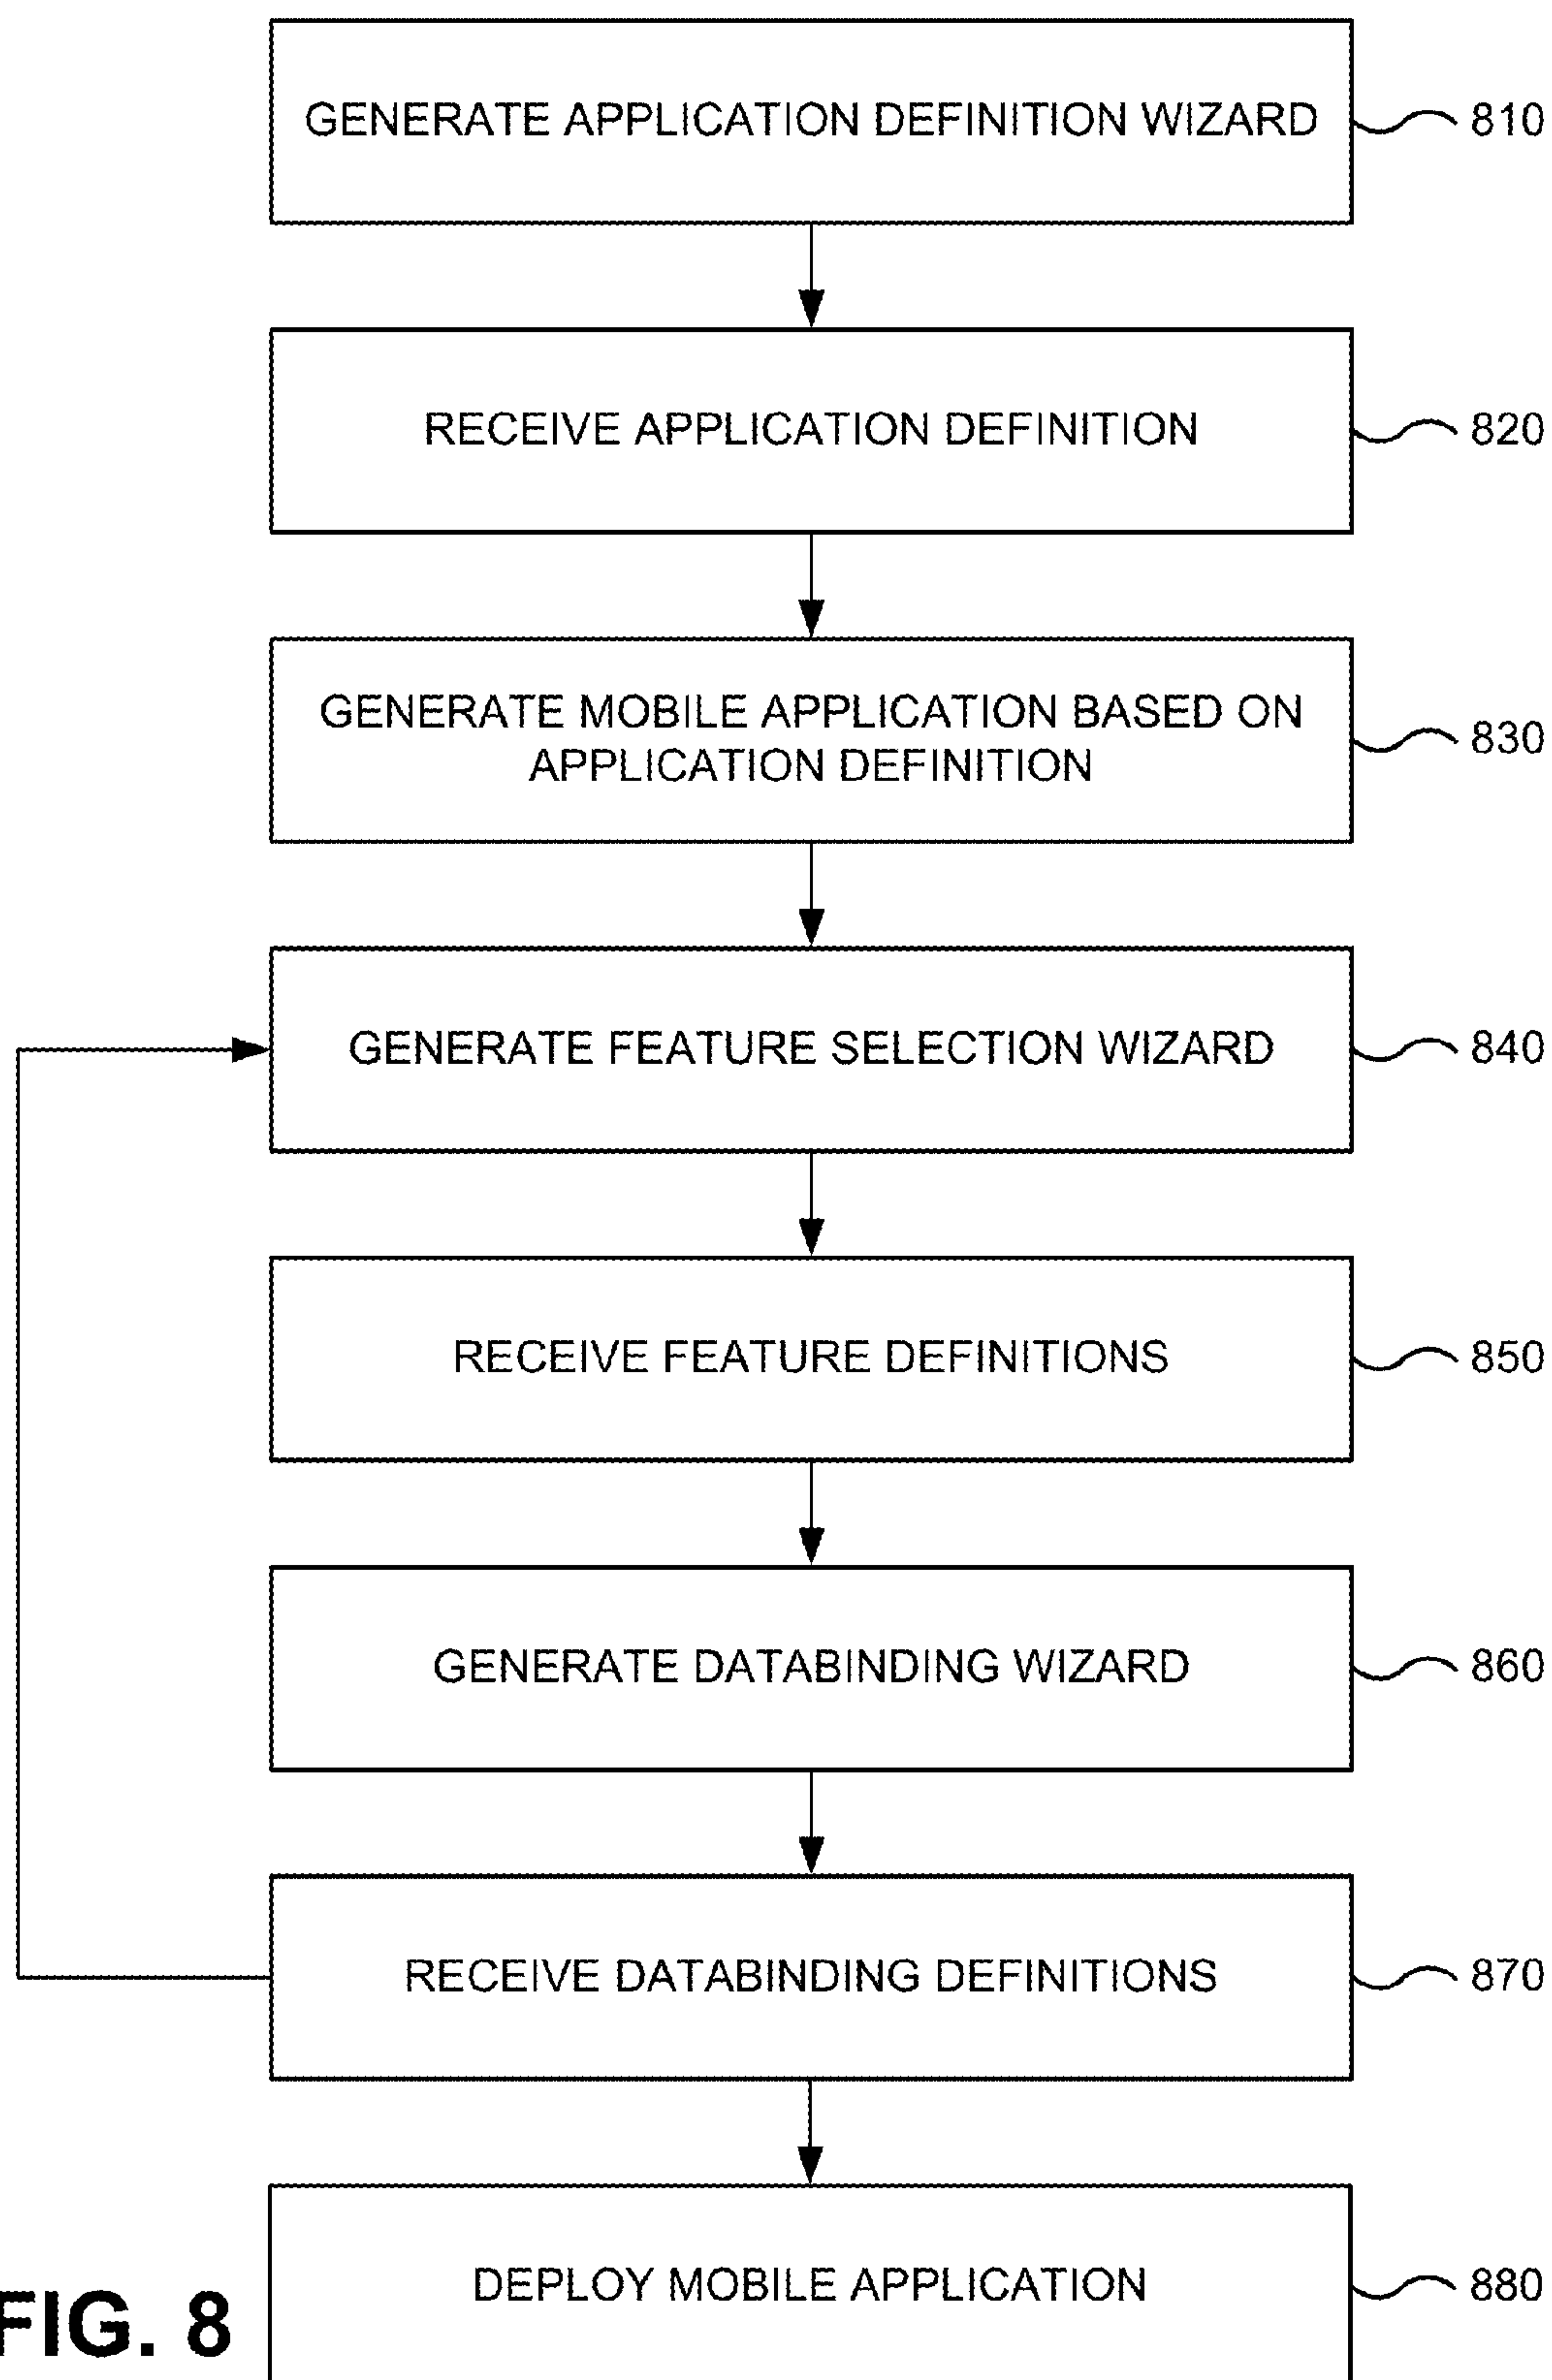 GENERATE APPLICATION DEFINITION WIZARD
810
RECEIVE APPLICATION DEFINITION
820
GENERATE MOBILE APPLICATION BASED ON
APPLICATION DEFINITION
830
GENERATE FEATURE SELECTION WIZARD
840
RECEIVE FEATURE DEFINITIONS
850
GENERATE DATABINDING WIZARD
860
RECEIVE DATABINDING DEFINITIONS
870
DEPLOY MOBILE APPLICATION
880
FIG. 8